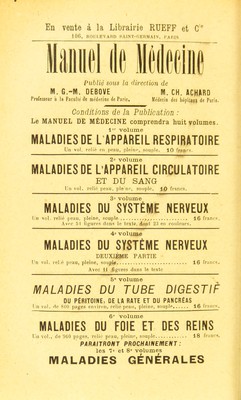 En vente à la Librairie RUEFF et Cie
106, BOULEVARD SAINT-GERMAIN, PARIS
Manuel de Médecine
Publié sous la direction de
M. G.-M. DEBOVE
Professeur à la Faculté de médecine de Paris.
M. CH. ACHARD
Médecin des hôpitaux de Paris.
Conditions de la Publication :
Le MANUEL DE MÉDECINE comprendra huit volumes.
1er volume
MALADIES DE L'APPAREIL RESPIRATOIRE
Un vol. relié en peau, pleine, souple. 10 francs.
2e volume
MALADIES DE L'APPAREIL CIRCULATOIRE
ET DU SANG
Un vol. relié en peau, pleine, souple, 10 francs.
3e volume
MALADIES DU SYSTÈME NERVEUX
Un vol. relié peau, pleine, souple 16 francs.
Avec 58 figures dans le texte, dont 23 en couleurs.
4e volume
MALADIES DU SYSTÈME NERVEUX
DEUXIÈME PARTIE
Un vol. relié peau, pleine, souple 16 francs.
Avec 11 figures dans le texte
5e volume
MALADIES DU TUBE DIGESTIF
DU PÉRITOINE, DE LA RATE ET DU PANCRÉAS
Un vol. de 800 pages environ, relié peau, pleine, souple, 16 francs.
6e volume
MALADIES DU FOIE ET DES REINS
Un vol., de 900 pages, relié peau, pleine, souple 18 francs.
PARAITRONT PROCHAINEMENT :
les 7e et 8e volumes
MALADIES GÉNÉRALES